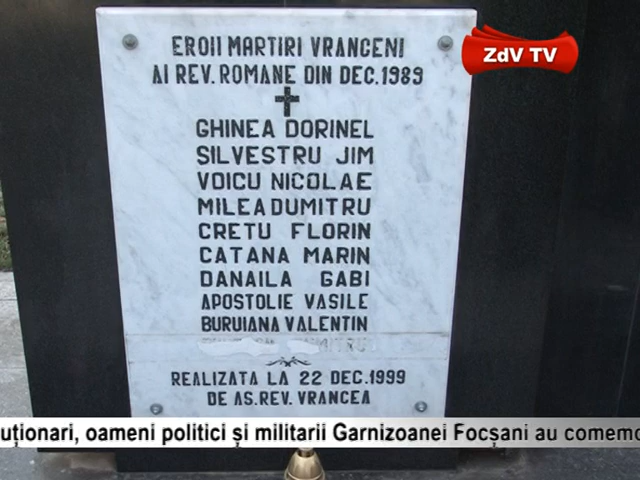 ZdV TV
EROII MARTIRI VRANCENI
AI REV. ROMANE DIN DEC. 1989
GHINEA DORINEL
SILVESTRU JIM
VOICU NICOLAE
MILEA DUMITRU
CRETU FLORIN
CATANA MARIN
DANAILA GABI
APOSTOLIE VASILE
BURUIANA VALENTIN
REALIZATA LA 22 DEC. 1999
DE AS. REV. VRANCEA
uționari, oameni politici și militarii Garnizoanei Focșani au comemo